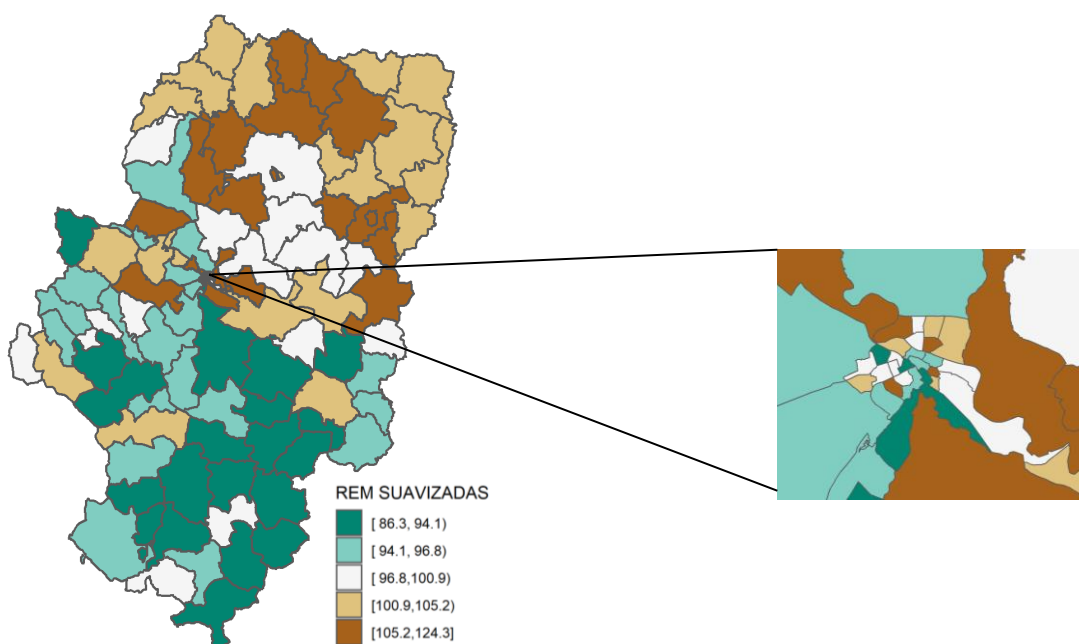 REM SUAVIZADAS
[ 86.3, 94.1)
[ 94.1, 96.8)
[ 96.8,100.9)
[100.9,105.2)
[105.2,124.3]